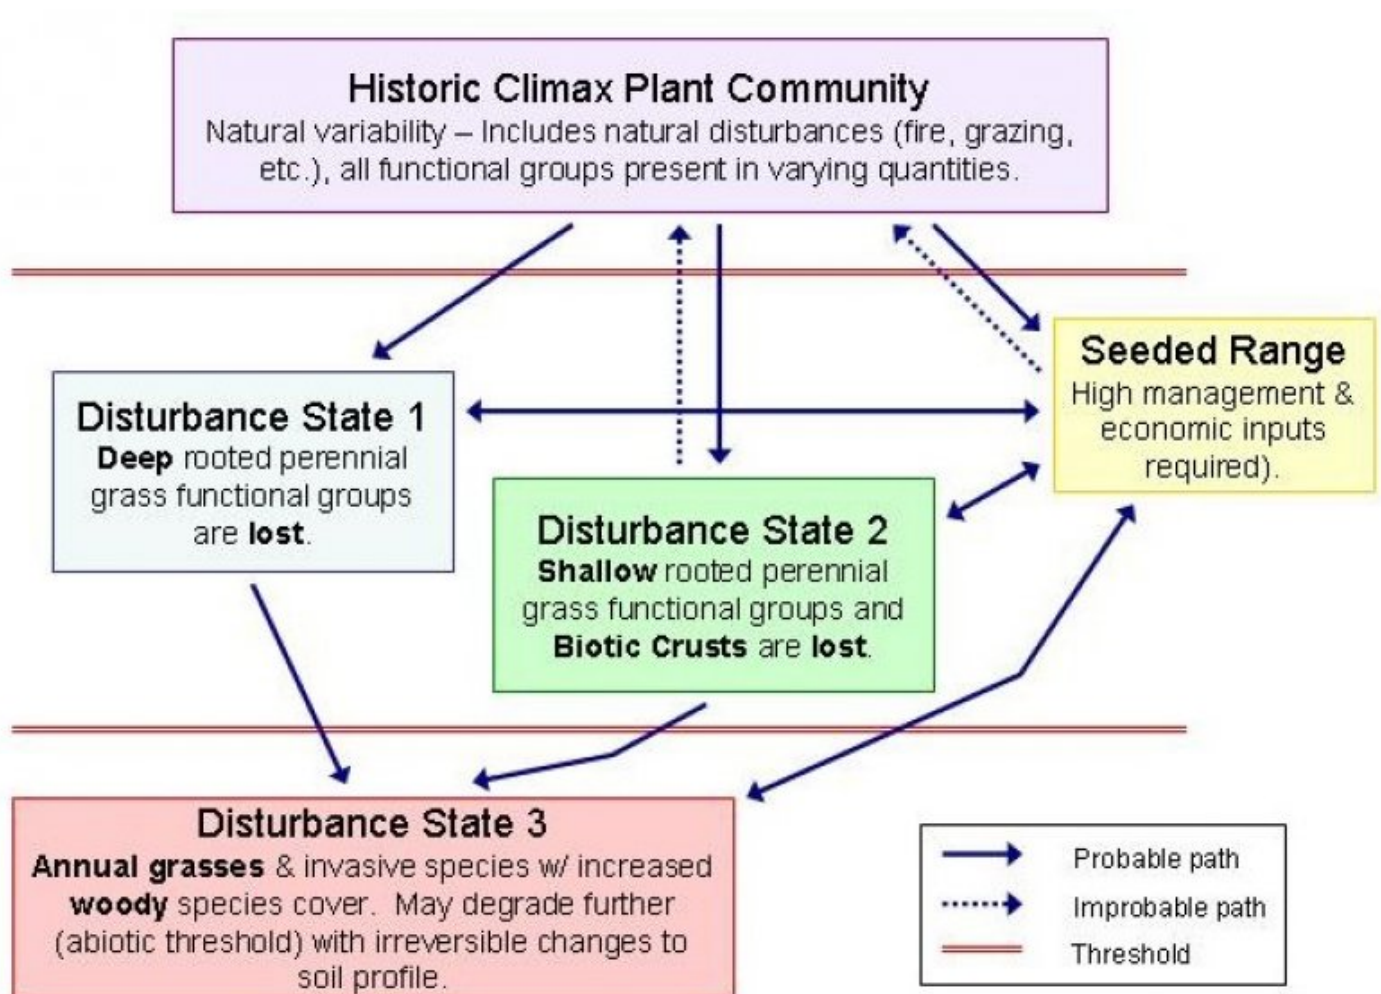 Historic Climax Plant Community
Natural variability – Includes natural disturbances (fire, grazing,
etc.), all functional groups present in varying quantities.
Seeded Range
High management &
economic inputs
required).
Disturbance State 1
Deep rooted perennial
grass functional groups
are lost.
Disturbance State 2
Shallow rooted perennial
grass functional groups and
Biotic Crusts are lost.
Disturbance State 3
Annual grasses & invasive species w/ increased
woody species cover. May degrade further
(abiotic threshold) with irreversible changes to
soil profile.
Probable path
Improbable path
Threshold